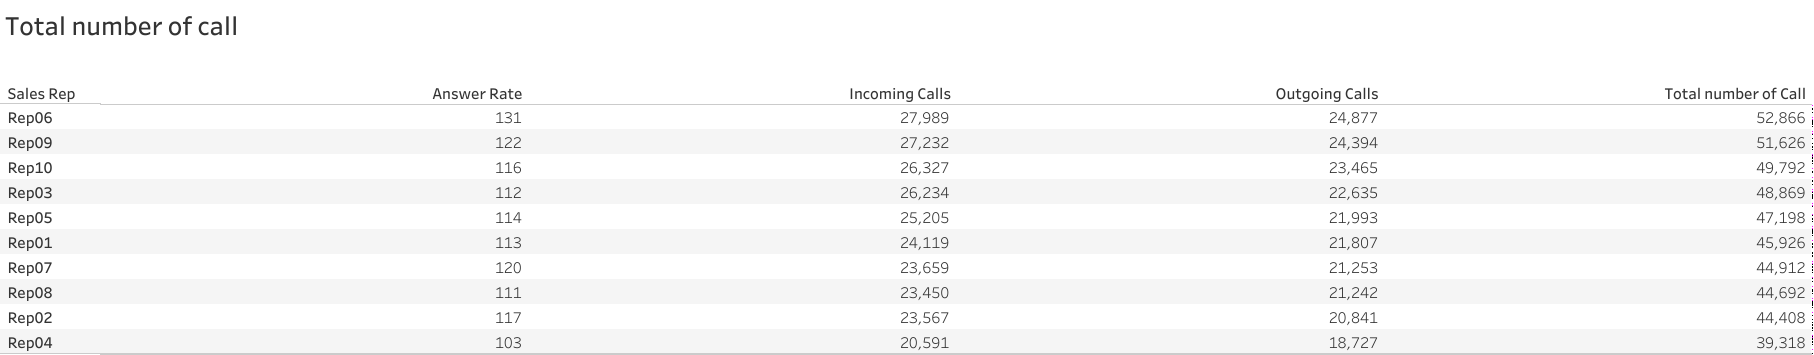 Total number of call
Sales Rep Answer Rate Incoming Calls Outgoing Calls Total number of Call
Rep06 131 27,989 24,877 52,866
Rep09 122 27,232 24,394 51,626
Rep10 116 26,327 23,465 49,792
Rep03 112 26,234 22,635 48,869
Rep05 114 25,205 21,993 47,198
Rep01 113 24,119 21,807 45,926
Rep07 120 23,659 21,253 44,912
Rep08 111 23,450 21,242 44,692
Rep02 117 23,567 20,841 44,408
Rep04 103 20,591 18,727 39,318